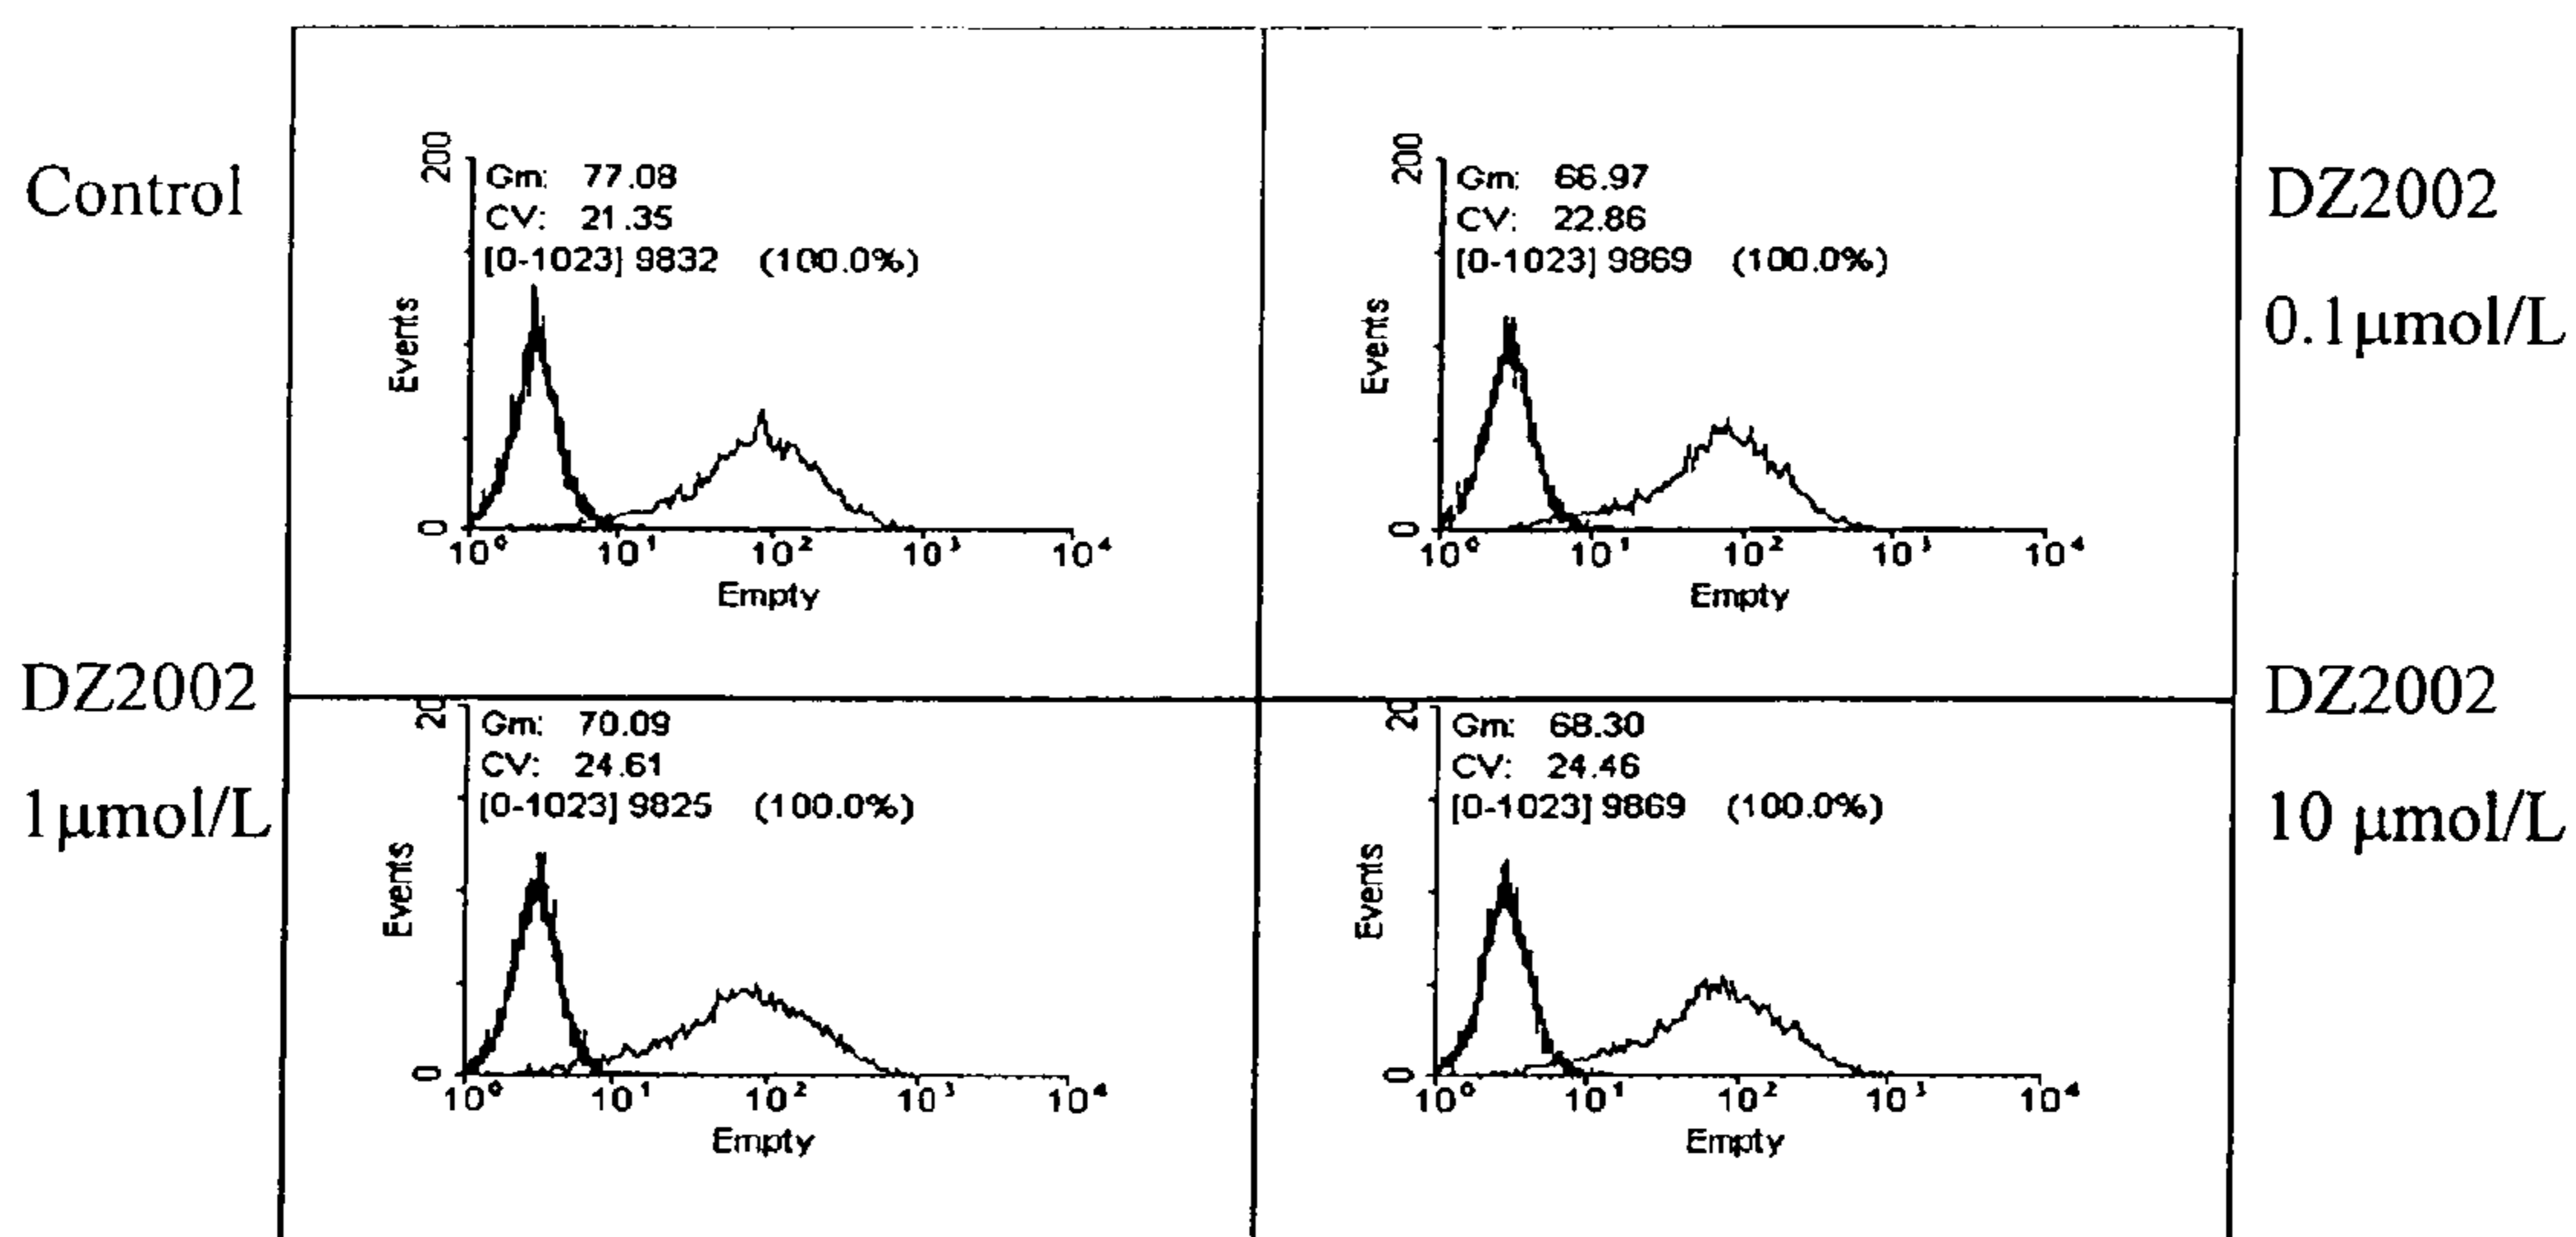 Control
200
Gm: 77.08
CV: 21.35
[0-1023] 9832 (100.0%)
Events
0
10⁰ 10¹ 10² 10³ 10⁴
Empty
200
Gm: 66.97
CV: 22.86
[0-1023] 9869 (100.0%)
Events
0
10⁰ 10¹ 10² 10³ 10⁴
Empty
DZ2002
0.1μmol/L
DZ2002
1μmol/L
20
Gm: 70.09
CV: 24.61
[0-1023] 9825 (100.0%)
Events
0
10⁰ 10¹ 10² 10³ 10⁴
Empty
20
Gm: 68.30
CV: 24.46
[0-1023] 9869 (100.0%)
Events
0
10⁰ 10¹ 10² 10³ 10⁴
Empty
DZ2002
10 μmol/L